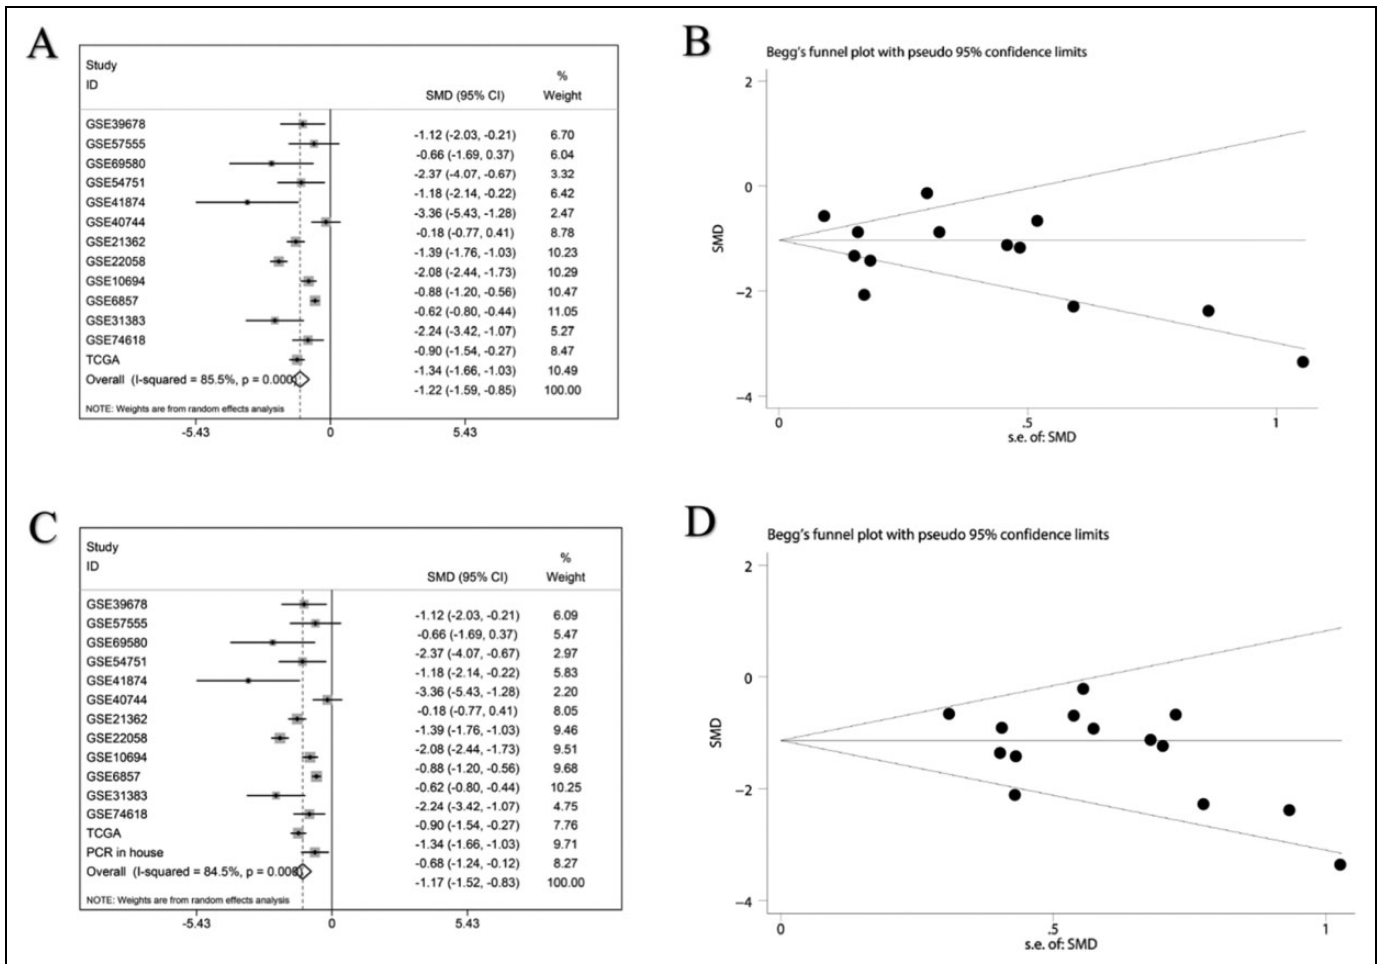 A
Study
ID
SMD (95% CI)
%
Weight
GSE39678
-1.12 (-2.03, -0.21) 6.70
GSE57555
-0.66 (-1.69, 0.37) 6.04
GSE69580
-2.37 (-4.07, -0.67) 3.32
GSE54751
-1.18 (-2.14, -0.22) 6.42
GSE41874
-3.36 (-5.43, -1.28) 2.47
GSE40744
-0.18 (-0.77, 0.41) 8.78
GSE21362
-1.39 (-1.76, -1.03) 10.23
GSE22058
-2.08 (-2.44, -1.73) 10.29
GSE10694
-0.88 (-1.20, -0.56) 10.47
GSE6857
-0.62 (-0.80, -0.44) 11.05
GSE31383
-2.24 (-3.42, -1.07) 5.27
GSE74618
-0.90 (-1.54, -0.27) 8.47
TCGA
-1.34 (-1.66, -1.03) 10.49
Overall (I-squared = 85.5%, p = 0.000)
-1.22 (-1.59, -0.85) 100.00
NOTE: Weights are from random effects analysis
-5.43 0 5.43
B
Begg's funnel plot with pseudo 95% confidence limits
2
0
SMD
−2
−4
0 .5 1
s.e. of: SMD
C
Study
ID
SMD (95% CI)
%
Weight
GSE39678
-1.12 (-2.03, -0.21) 6.09
GSE57555
-0.66 (-1.69, 0.37) 5.47
GSE69580
-2.37 (-4.07, -0.67) 2.97
GSE54751
-1.18 (-2.14, -0.22) 5.83
GSE41874
-3.36 (-5.43, -1.28) 2.20
GSE40744
-0.18 (-0.77, 0.41) 8.05
GSE21362
-1.39 (-1.76, -1.03) 9.46
GSE22058
-2.08 (-2.44, -1.73) 9.51
GSE10694
-0.88 (-1.20, -0.56) 9.68
GSE6857
-0.62 (-0.80, -0.44) 10.25
GSE31383
-2.24 (-3.42, -1.07) 4.75
GSE74618
-0.90 (-1.54, -0.27) 7.76
TCGA
-1.34 (-1.66, -1.03) 9.71
PCR in house
-0.68 (-1.24, -0.12) 8.27
Overall (I-squared = 84.5%, p = 0.000)
-1.17 (-1.52, -0.83) 100.00
NOTE: Weights are from random effects analysis
-5.43 0 5.43
D
Begg's funnel plot with pseudo 95% confidence limits
2
0
SMD
−2
−4
0 .5 1
s.e. of: SMD